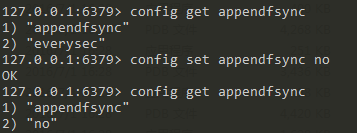 127.0.0.1:6379> config get appendfsync
1) "appendfsync"
2) "everysec"
127.0.0.1:6379> config set appendfsync no
OK
127.0.0.1:6379> config get appendfsync
1) "appendfsync"
2) "no"